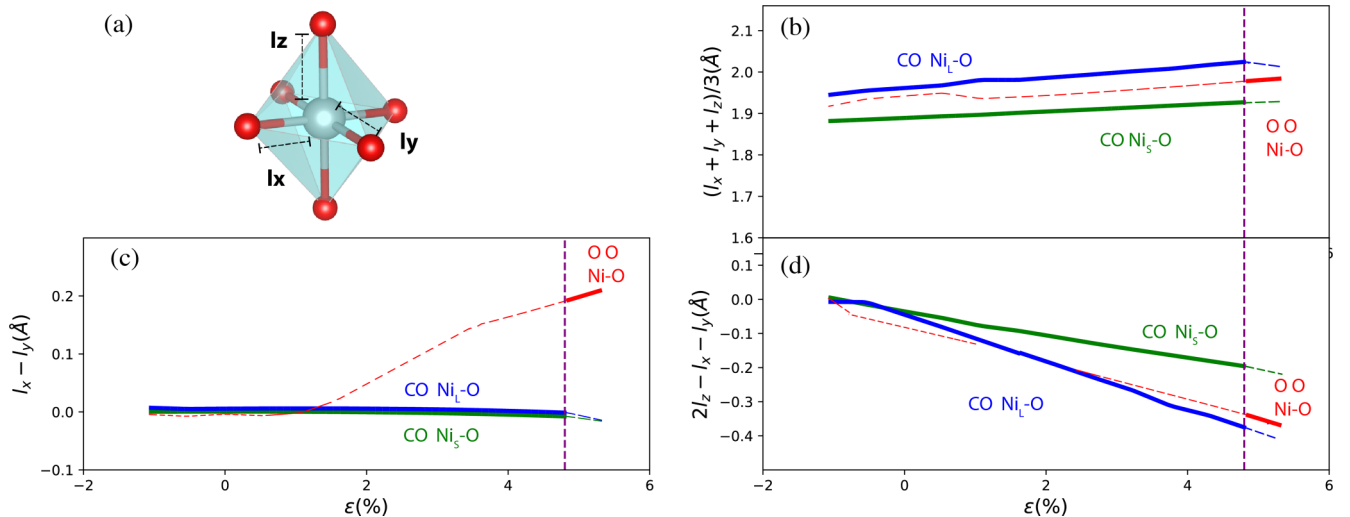 (a)
lz
ly
lx
(b)
(l_x + l_y + l_z)/3(Å)
2.1
2.0
1.9
1.8
1.7
1.6
CO Ni_L-O
CO Ni_S-O
O O
Ni-O
6
(c)
l_x − l_y(Å)
0.2
0.1
0.0
−0.1
O O
Ni-O
CO Ni_L-O
CO Ni_S-O
−2
0
2
4
6
ε(%)
(d)
2l_z − l_x − l_y(Å)
0.1
0.0
−0.1
−0.2
−0.3
−0.4
CO Ni_S-O
CO Ni_L-O
O O
Ni-O
−2
0
2
4
6
ε(%)